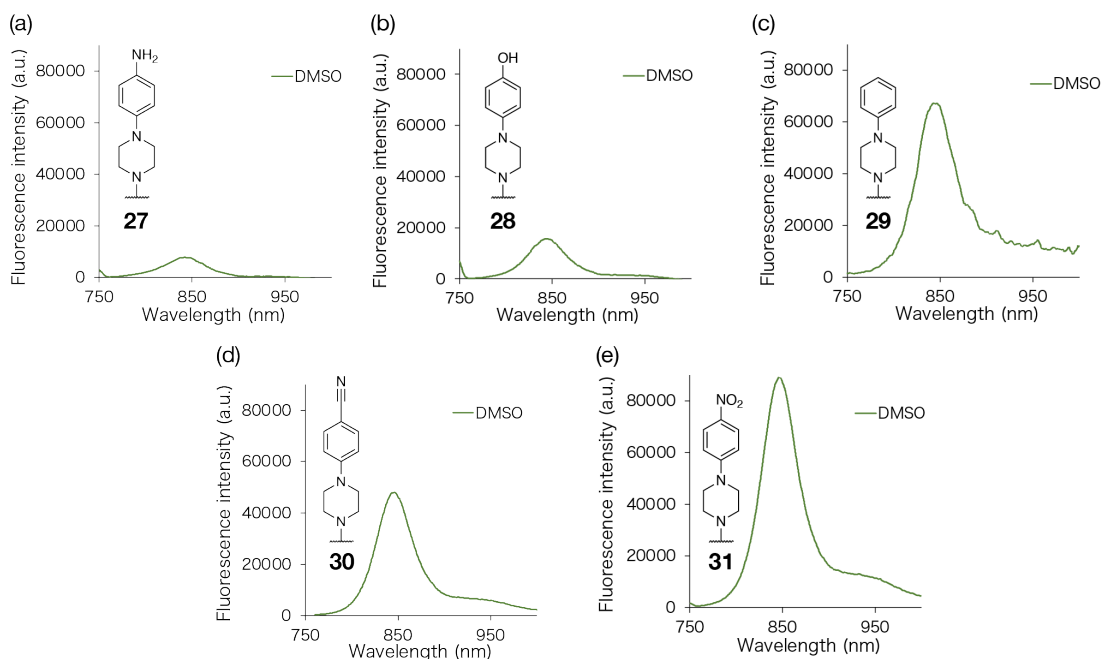 (a)
Fluorescence intensity (a.u.)
80000
60000
40000
20000
0
750
850
950
Wavelength (nm)
DMSO
NH2
N
N
27
(b)
Fluorescence intensity (a.u.)
80000
60000
40000
20000
0
750
850
950
Wavelength (nm)
DMSO
OH
N
N
28
(c)
Fluorescence intensity (a.u.)
80000
60000
40000
20000
0
750
850
950
Wavelength (nm)
DMSO
N
N
29
(d)
Fluorescence intensity (a.u.)
80000
60000
40000
20000
0
750
850
950
Wavelength (nm)
DMSO
N
N
N
30
(e)
Fluorescence intensity (a.u.)
80000
60000
40000
20000
0
750
850
950
Wavelength (nm)
DMSO
NO2
N
N
31